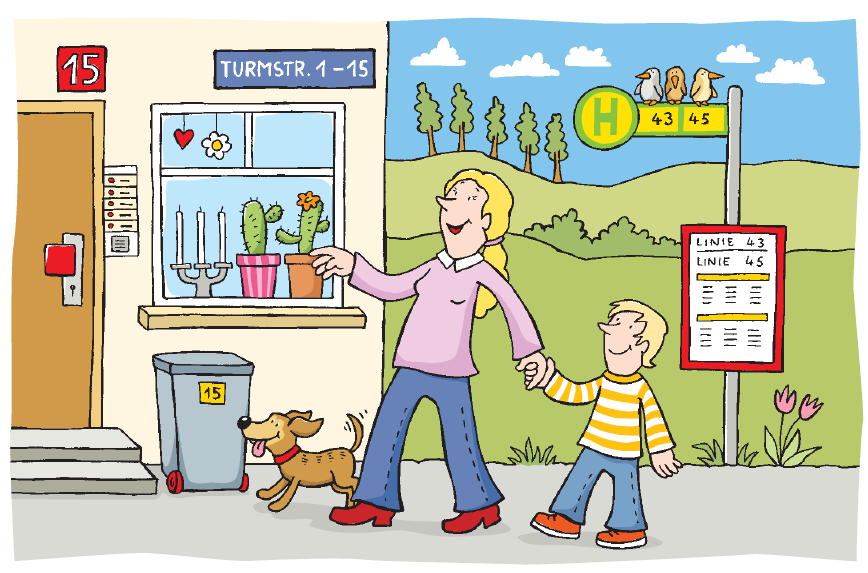 15
TURMSTR. 1-15
H 43 45
LINIE 43
LINIE 45
15